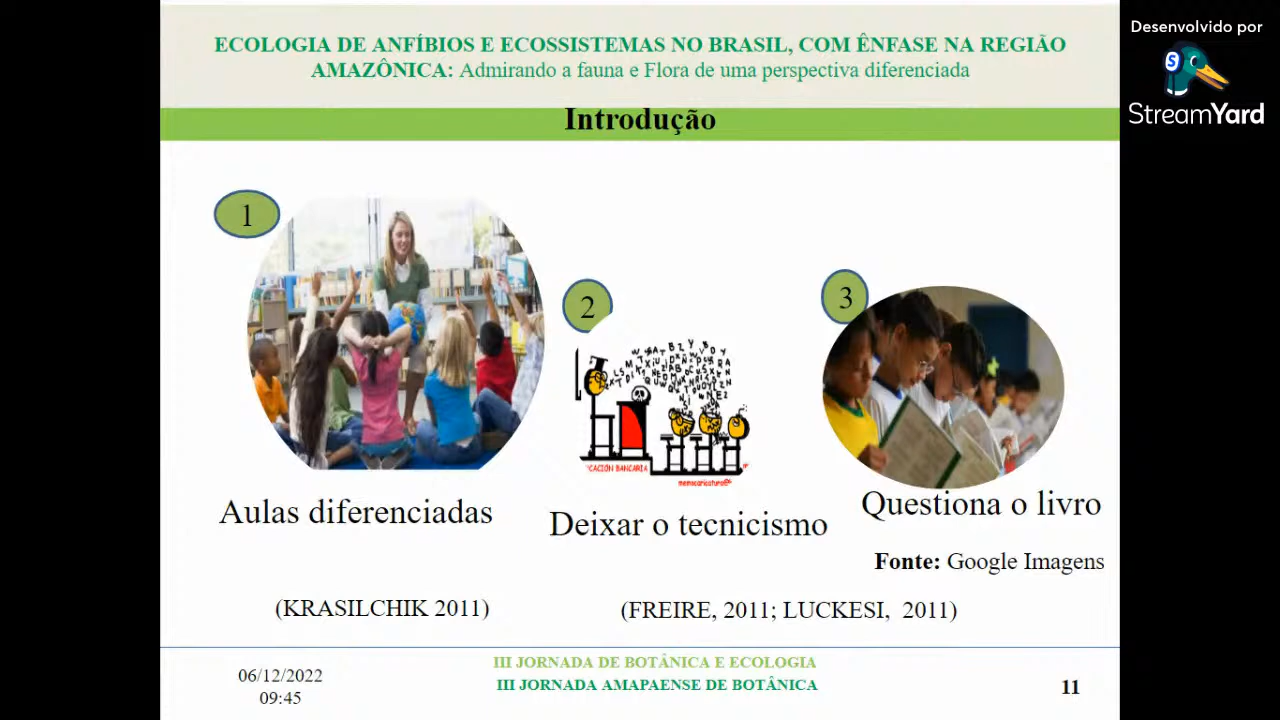 Desenvolvido por
StreamYard
ECOLOGIA DE ANFÍBIOS E ECOSSISTEMAS NO BRASIL, COM ÊNFASE NA REGIÃO
AMAZÔNICA: Admirando a fauna e Flora de uma perspectiva diferenciada
Introdução
1
2
3
CACIÓN BANCARIA
Aulas diferenciadas
Deixar o tecnicismo
Questiona o livro
Fonte: Google Imagens
(KRASILCHIK 2011)
(FREIRE, 2011; LUCKESI, 2011)
III JORNADA DE BOTÂNICA E ECOLOGIA
III JORNADA AMAPAENSE DE BOTÂNICA
06/12/2022
09:45
11